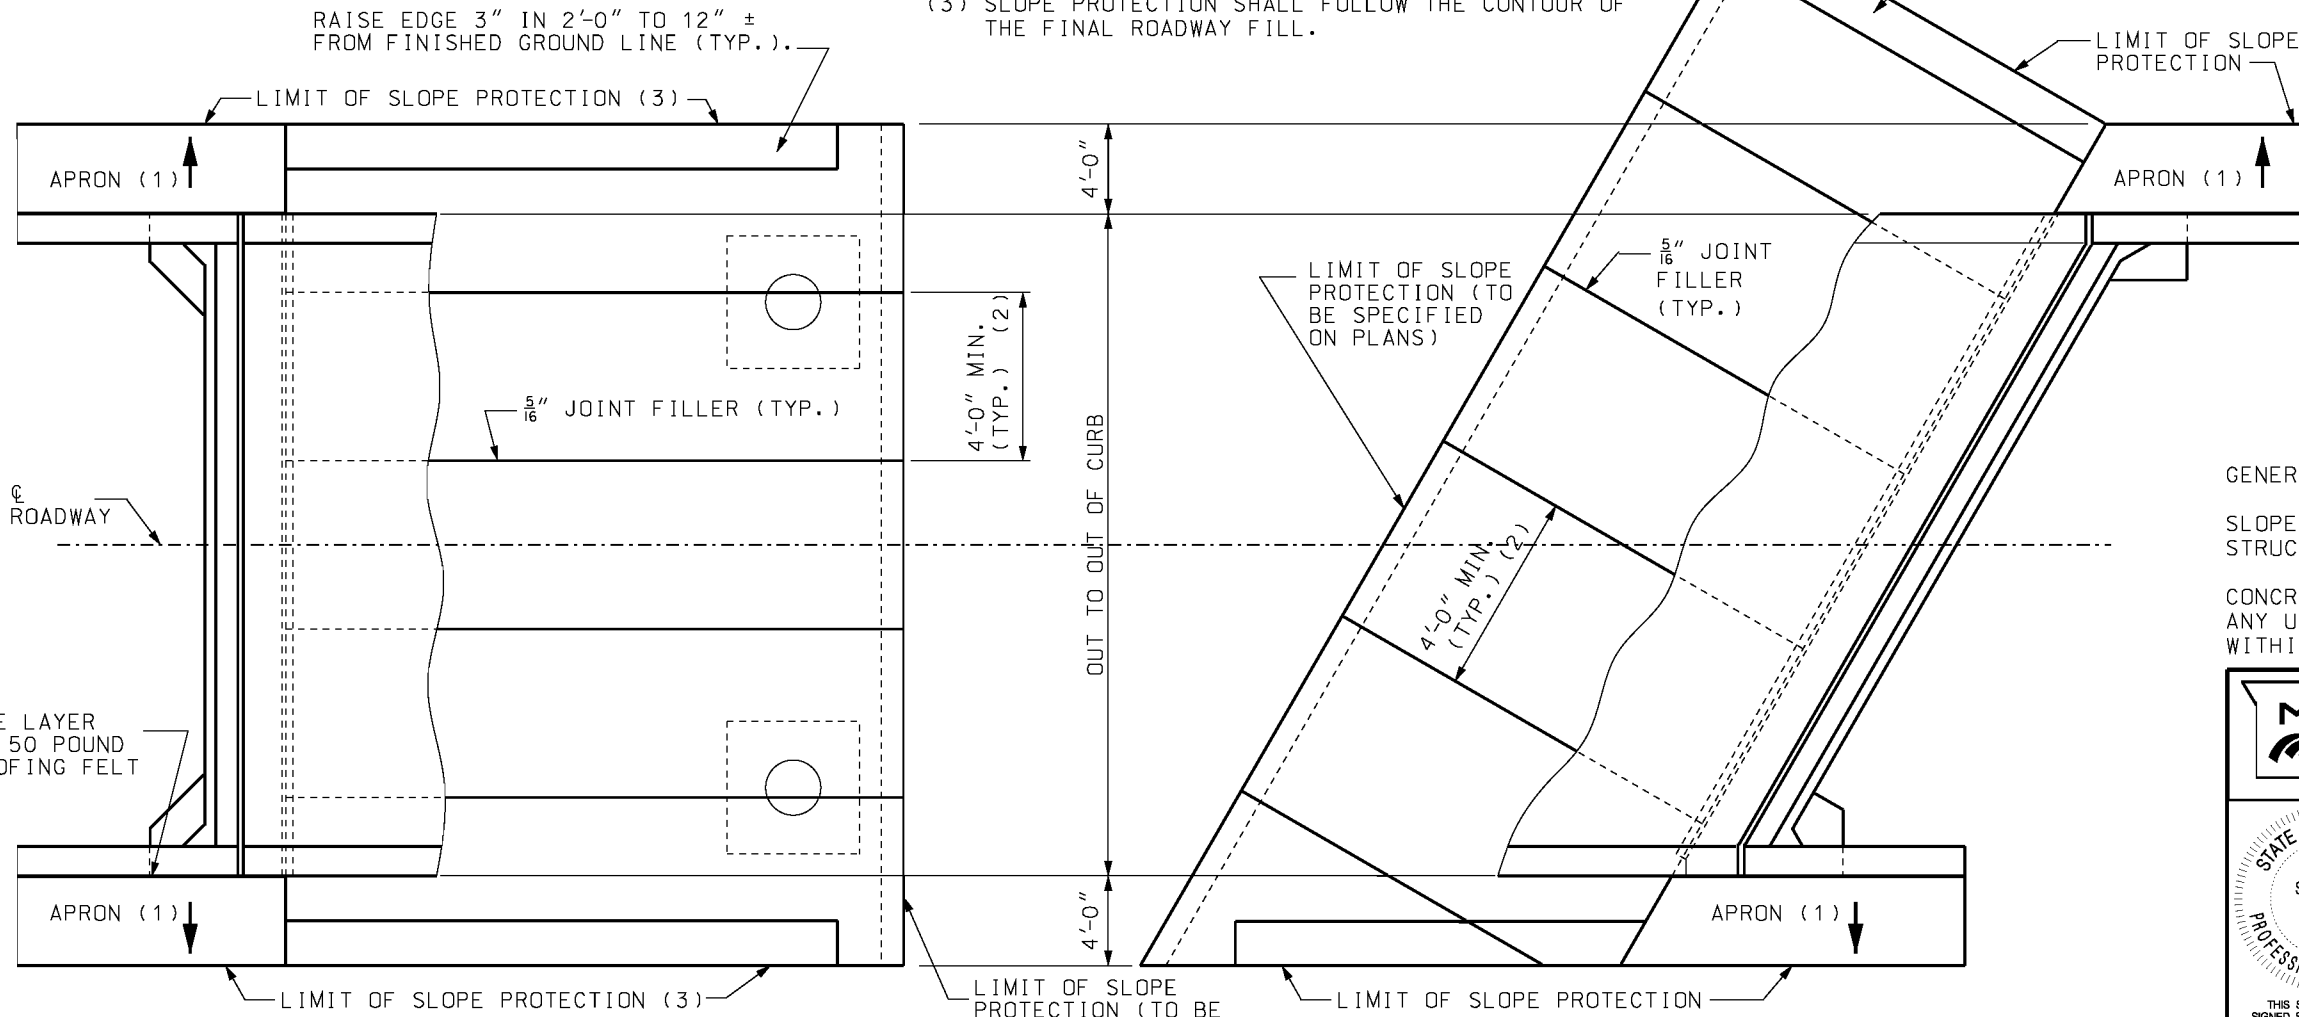 RAISE EDGE 3" IN 2'-0" TO 12" ±
FROM FINISHED GROUND LINE (TYP.).
(3) SLOPE PROTECTION SHALL FOLLOW THE CONTOUR OF
THE FINAL ROADWAY FILL.
LIMIT OF SLOPE
PROTECTION
LIMIT OF SLOPE PROTECTION (3)
APRON (1)
4'-0"
APRON (1)
LIMIT OF SLOPE
PROTECTION (TO
BE SPECIFIED
ON PLANS)
5/16" JOINT
FILLER
(TYP.)
4'-0" MIN.
(TYP.) (2)
5/16" JOINT FILLER (TYP.)
OUT TO OUT OF CURB
℄
ROADWAY
4'-0" MIN.
(TYP.) (2)
GENER
SLOPE
STRUC
CONCR
ANY U
WITHI
E LAYER
50 POUND
OFING FELT
STATE
PROFESS
THIS S
SIGNED
APRON (1)
4'-0"
APRON (1)
LIMIT OF SLOPE PROTECTION (3)
LIMIT OF SLOPE
PROTECTION (TO BE
LIMIT OF SLOPE PROTECTION